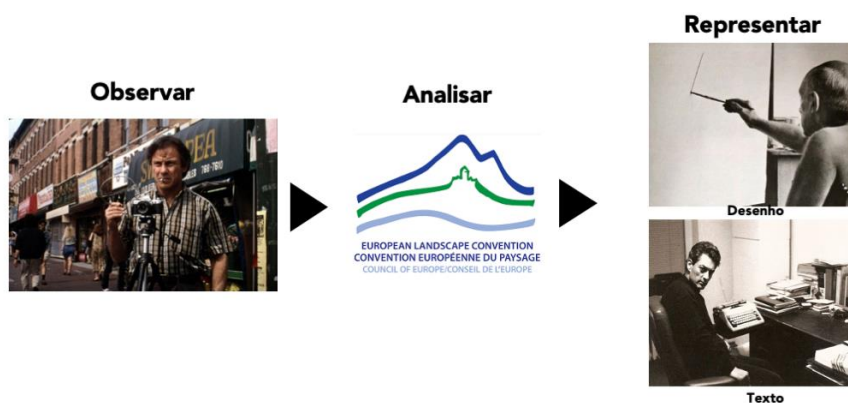 Observar
Analisar
EUROPEAN LANDSCAPE CONVENTION
CONVENTION EUROPÉENNE DU PAYSAGE
COUNCIL OF EUROPE/CONSEIL DE L'EUROPE
Representar
Desenho
Texto